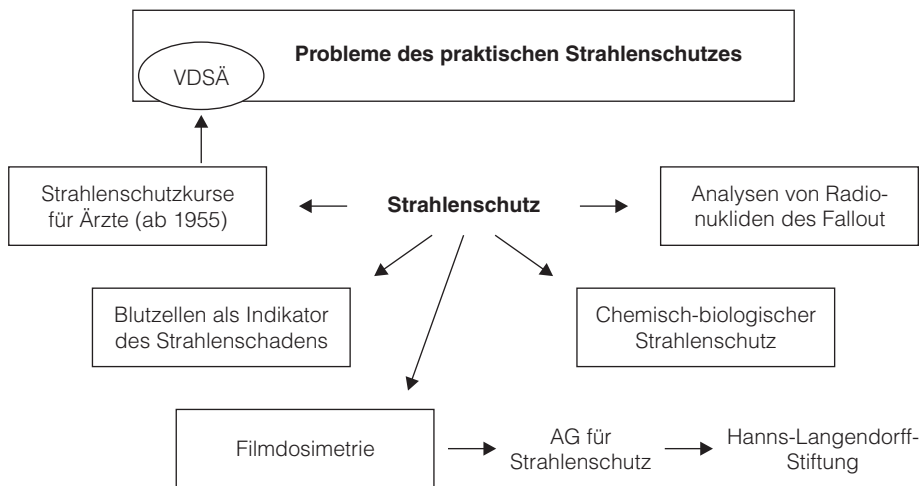 Probleme des praktischen Strahlenschutzes
VDSÄ
Strahlenschutzkurse
für Ärzte (ab 1955)
Strahlenschutz
Analysen von Radio-
nukliden des Fallout
Blutzellen als Indikator
des Strahlenschadens
Chemisch-biologischer
Strahlenschutz
Filmdosimetrie
AG für
Strahlenschutz
Hanns-Langendorff-
Stiftung